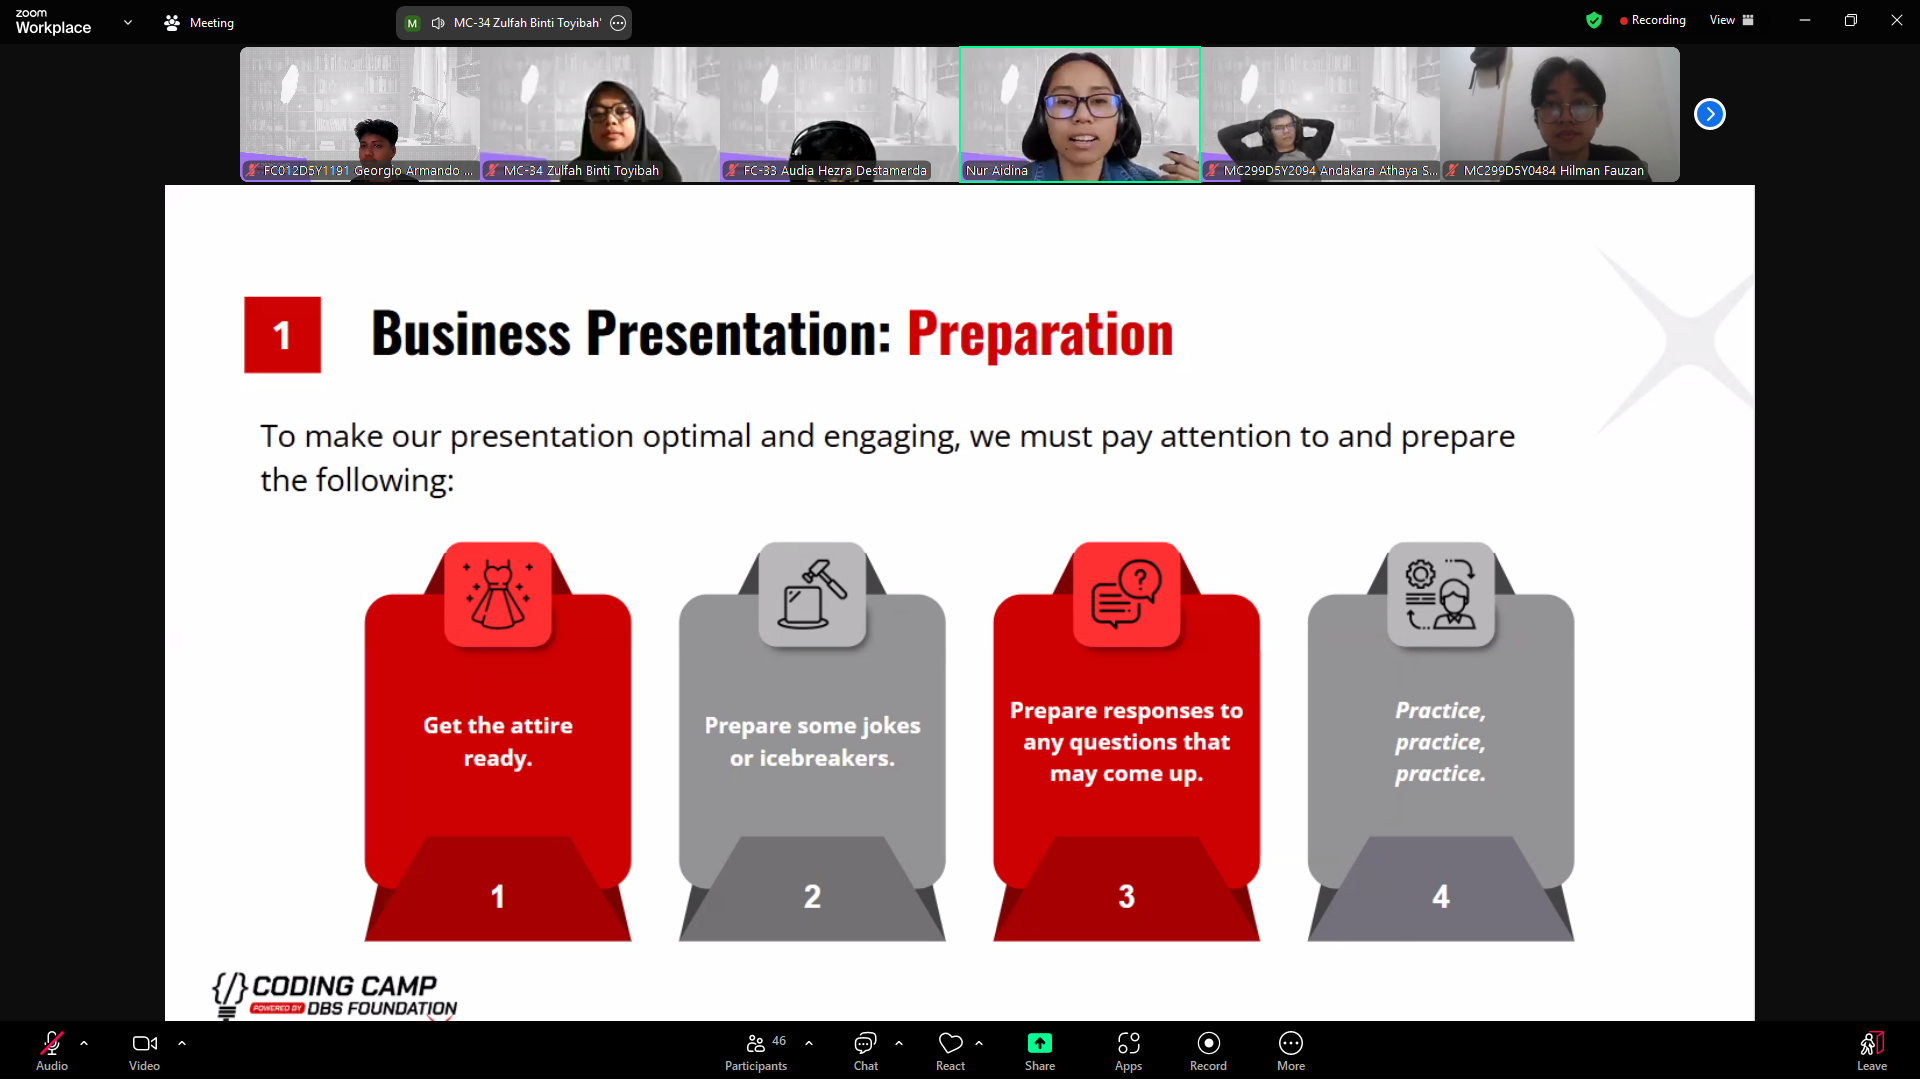 zoom
Workplace
Meeting
M
MC-34 Zulfah Binti Toyibah'
Recording
View
FC012D5Y1191 Georgio Armando ...
MC-34 Zulfah Binti Toyibah
FC-33 Audia Hezra Destamerda
Nur Aidina
MC299D5Y2094 Andakara Athaya S...
MC299D5Y0484 Hilman Fauzan
1
Business Presentation: Preparation
To make our presentation optimal and engaging, we must pay attention to and prepare
the following:
Get the attire
ready.
1
Prepare some jokes
or icebreakers.
2
Prepare responses to
any questions that
may come up.
3
Practice,
practice,
practice.
4
{/} CODING CAMP
POWERED BY DBS FOUNDATION
Audio
Video
46
Participants
Chat
React
Share
Apps
Record
More
Leave